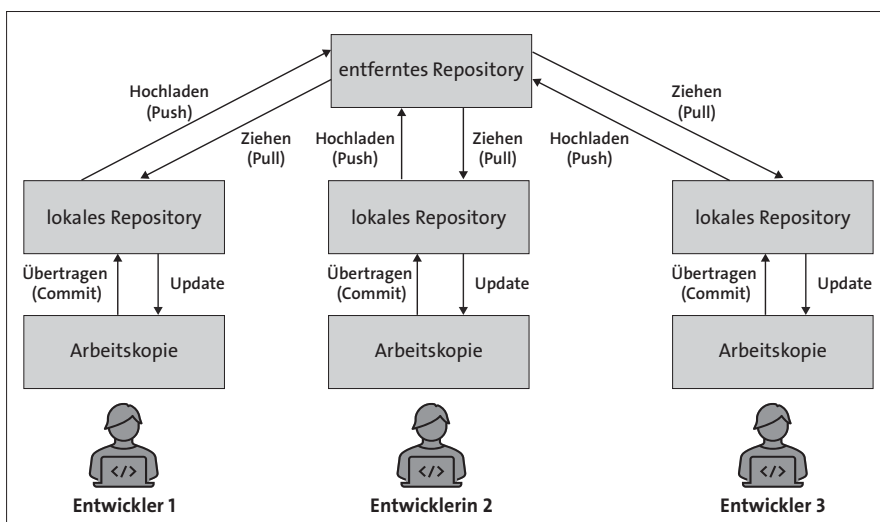 entferntes Repository
Hochladen
(Push)
Ziehen
(Pull)
Hochladen
(Push)
Ziehen
(Pull)
Hochladen
(Push)
Ziehen
(Pull)
lokales Repository
lokales Repository
lokales Repository
Übertragen
(Commit)
Update
Übertragen
(Commit)
Update
Übertragen
(Commit)
Update
Arbeitskopie
Arbeitskopie
Arbeitskopie
</>
</>
</>
Entwickler 1
Entwicklerin 2
Entwickler 3